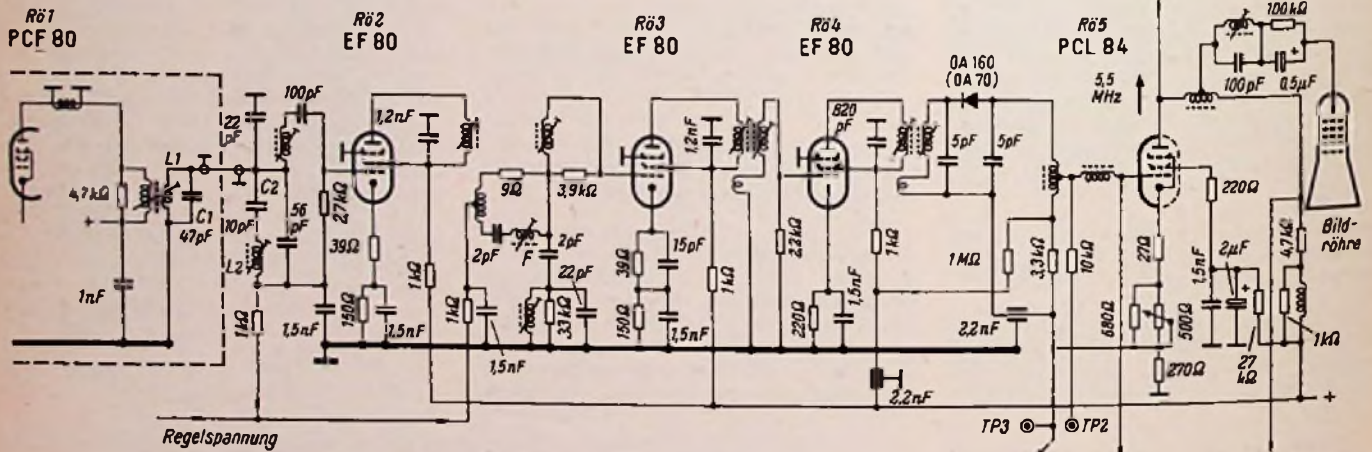 Rö1
PCF 80
Rö2
EF 80
Rö3
EF 80
Rö4
EF 80
Rö5
PCL 84
0A 160
(0A 70)
5,5
MHz
100kΩ
100pF
0,5µF
Bild-
röhre
4,7kΩ
1nF
L1
C1
47pF
22
pF
C2
10pF
L2
1kΩ
56
pF
100pF
2,7kΩ
1,5nF
1,2nF
39Ω
150Ω
1,5nF
1kΩ
9Ω
3,9kΩ
2pF
F
2pF
22pF
3,3kΩ
1kΩ
1,5nF
39Ω
15pF
150Ω
1,5nF
1,2nF
1kΩ
2,2kΩ
820
pF
220Ω
1,5nF
1kΩ
2,2nF
5pF
5pF
1MΩ
2,2nF
3,3kΩ
10kΩ
27Ω
680Ω
500Ω
270Ω
220Ω
1,5nF
2µF
+
27
kΩ
4,7kΩ
1kΩ
+
+
+
Regelspannung
TP3
TP2